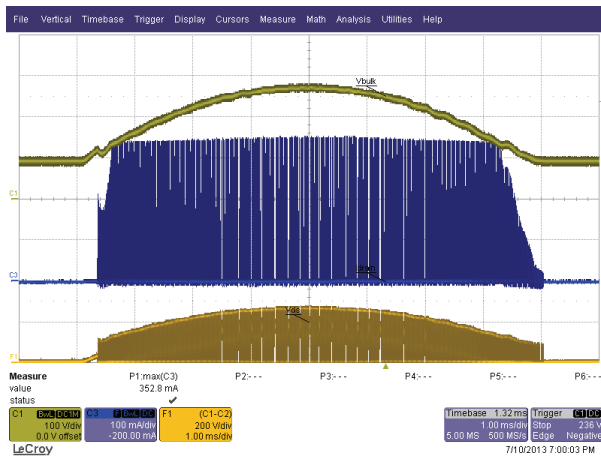 File Vertical Timebase Trigger Display Cursors Measure Math Analysis Utilities Help
Vbulk
C1
C3
Vds
F1
Measure P1:max(C3) P2:--- P3:--- P4:--- P5:--- P6:---
value 352.8 mA
status
C1 BwL DC1M
100 V/div
0.0 V offset
C3 F BwL DC
100 mA/div
-200.00 mA
F1 (C1-C2)
200 V/div
1.00 ms/div
Timebase 1.32 ms
1.00 ms/div
5.00 MS 500 MS/s
Trigger C1 DC
Stop 236 V
Edge Negative
LeCroy
7/10/2013 7:00:03 PM